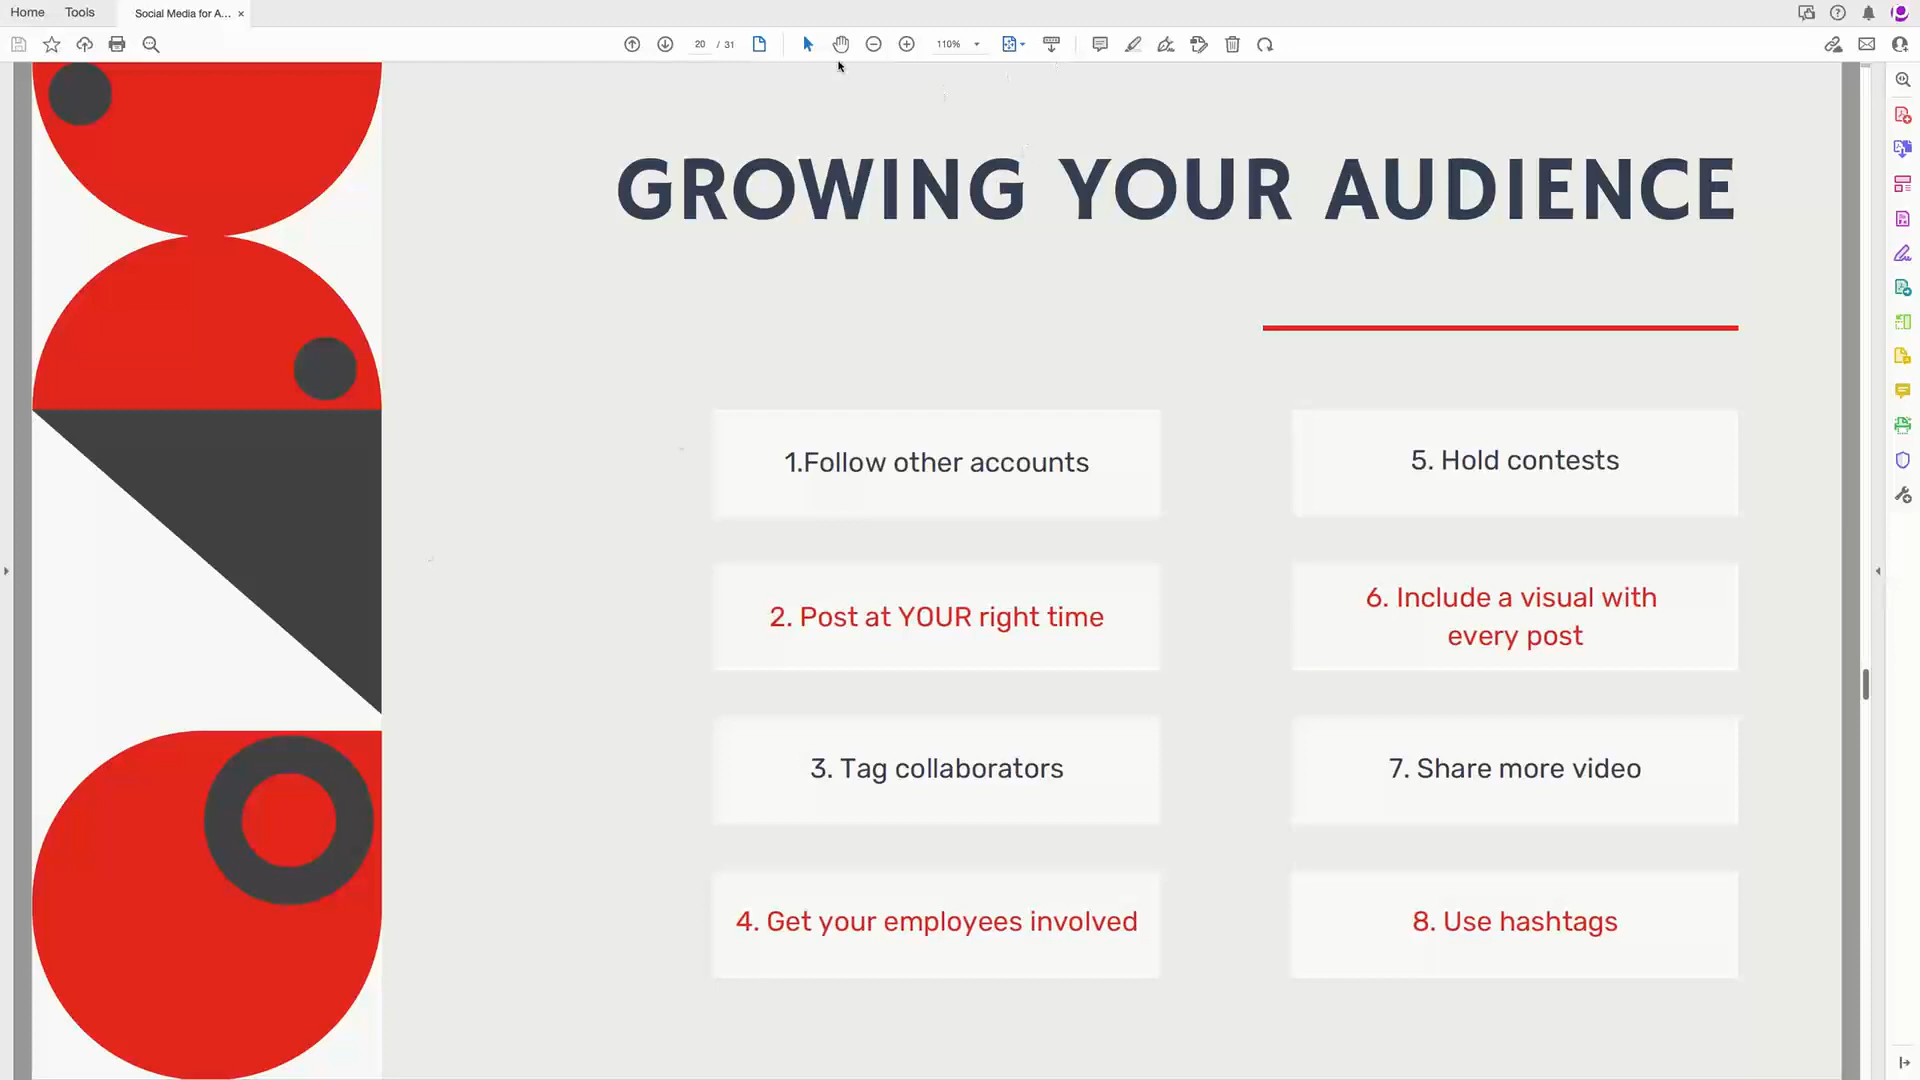 Home
Tools
Social Media for A...
20 / 31
110%
GROWING YOUR AUDIENCE
1.Follow other accounts
2. Post at YOUR right time
3. Tag collaborators
4. Get your employees involved
5. Hold contests
6. Include a visual with
every post
7. Share more video
8. Use hashtags